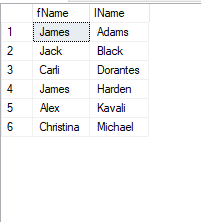 fName lName
1 James Adams
2 Jack Black
3 Carli Dorantes
4 James Harden
5 Alex Kavali
6 Christina Michael